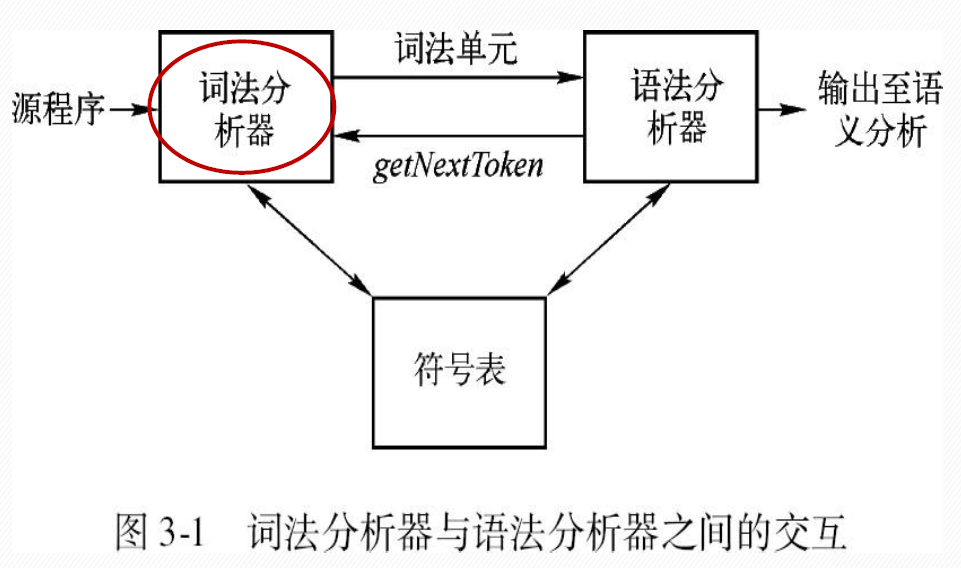 词法单元
源程序
词法分
析器
语法分
析器
输出至语
义分析
getNextToken
符号表
图 3-1 词法分析器与语法分析器之间的交互